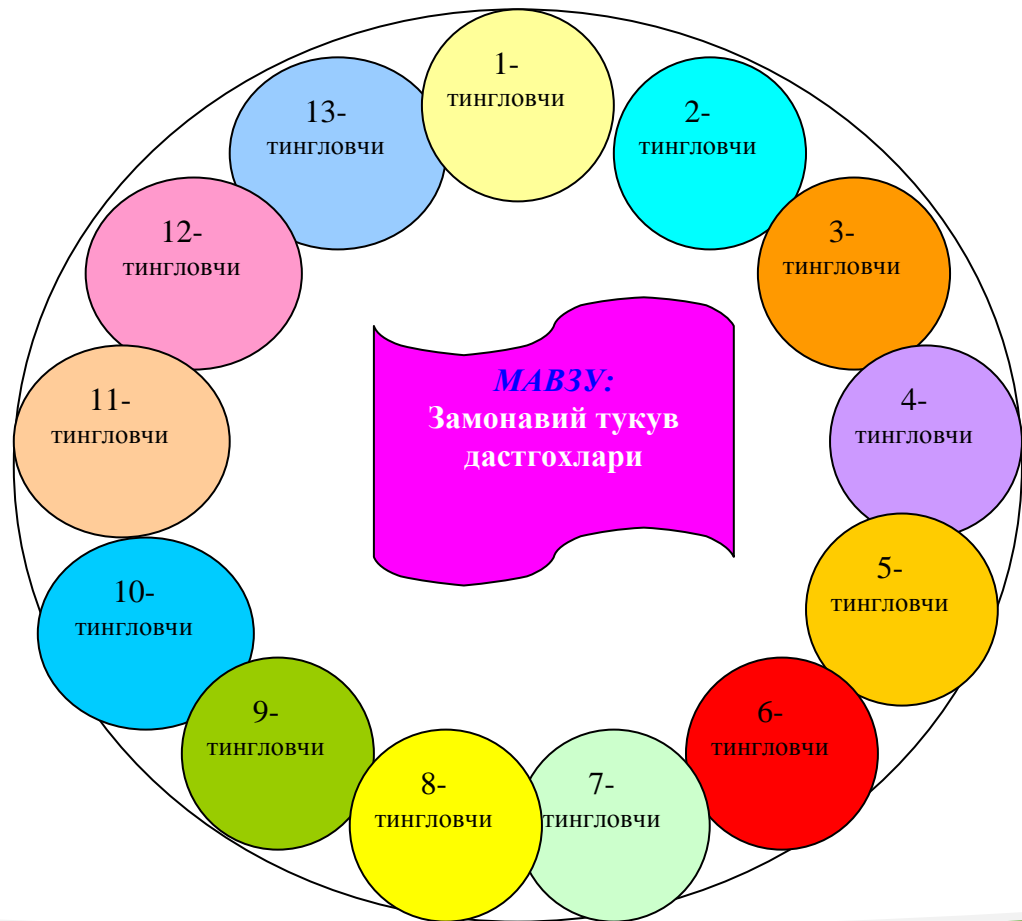 1-
тингловчи
2-
тингловчи
3-
тингловчи
4-
тингловчи
5-
тингловчи
6-
тингловчи
7-
тингловчи
8-
тингловчи
9-
тингловчи
10-
тингловчи
11-
тингловчи
12-
тингловчи
13-
тингловчи
МАВЗУ:
Замонавий тукув
дастгохлари